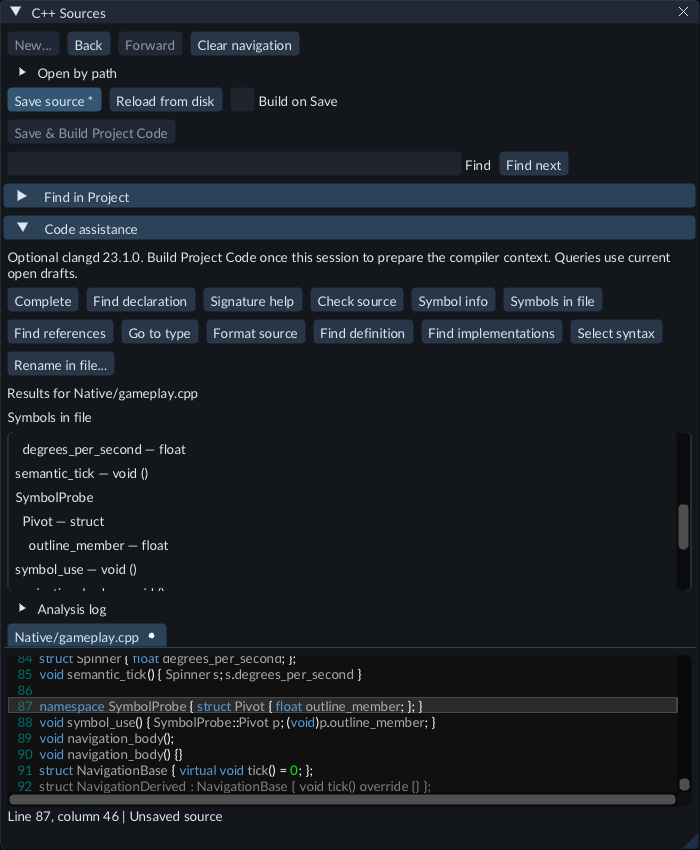 C++ Sources
New... Back Forward Clear navigation
Open by path
Save source * Reload from disk Build on Save
Save & Build Project Code
Find Find next
Find in Project
Code assistance
Optional clangd 23.1.0. Build Project Code once this session to prepare the compiler context. Queries use current
open drafts.
Complete Find declaration Signature help Check source Symbol info Symbols in file
Find references Go to type Format source Find definition Find implementations Select syntax
Rename in file...
Results for Native/gameplay.cpp
Symbols in file
degrees_per_second — float
semantic_tick — void ()
SymbolProbe
Pivot — struct
outline_member — float
symbol_use — void ()
Analysis log
Native/gameplay.cpp
84 struct Spinner { float degrees_per_second; };
85 void semantic_tick() { Spinner s; s.degrees_per_second }
86
87 namespace SymbolProbe { struct Pivot { float outline_member; }; }
88 void symbol_use() { SymbolProbe::Pivot p; (void)p.outline_member; }
89 void navigation_body();
90 void navigation_body() {}
91 struct NavigationBase { virtual void tick() = 0; };
92 struct NavigationDerived : NavigationBase { void tick() override {} };
Line 87, column 46 | Unsaved source